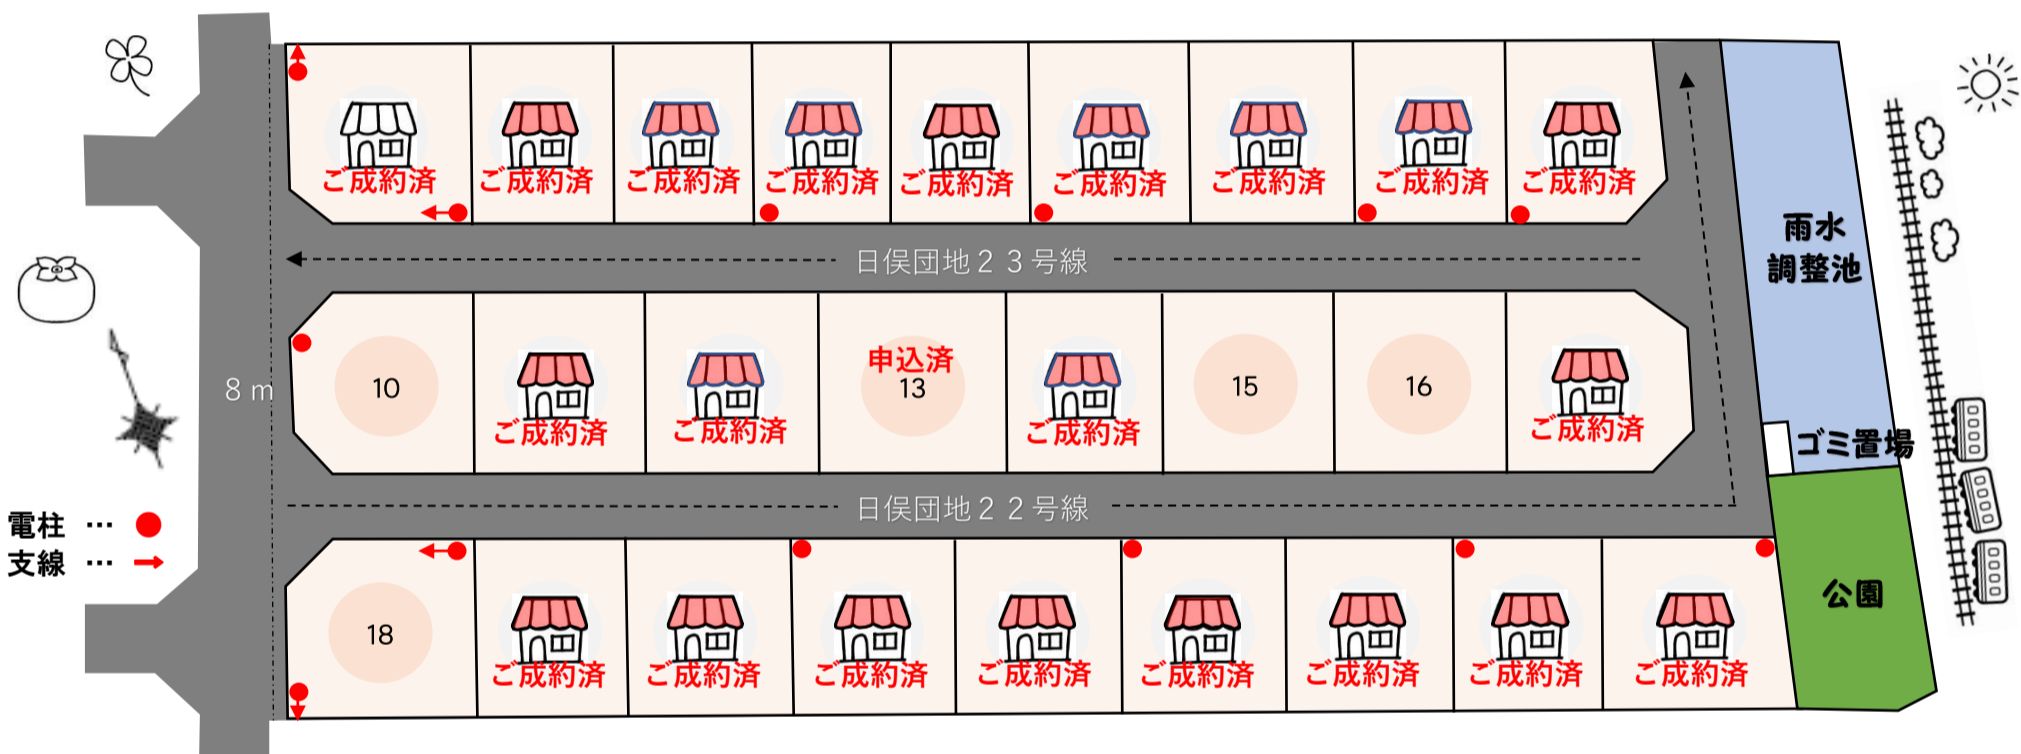 ご成約済 ご成約済 ご成約済 ご成約済 ご成約済 ご成約済 ご成約済 ご成約済 ご成約済
雨水
調整池
日俣団地２３号線
8 m
10
ご成約済
ご成約済
申込済
13
ご成約済
15
16
ご成約済
ゴミ置場
日俣団地２２号線
電柱 … 
支線 … 
18
ご成約済 ご成約済 ご成約済 ご成約済 ご成約済 ご成約済 ご成約済 ご成約済
公園